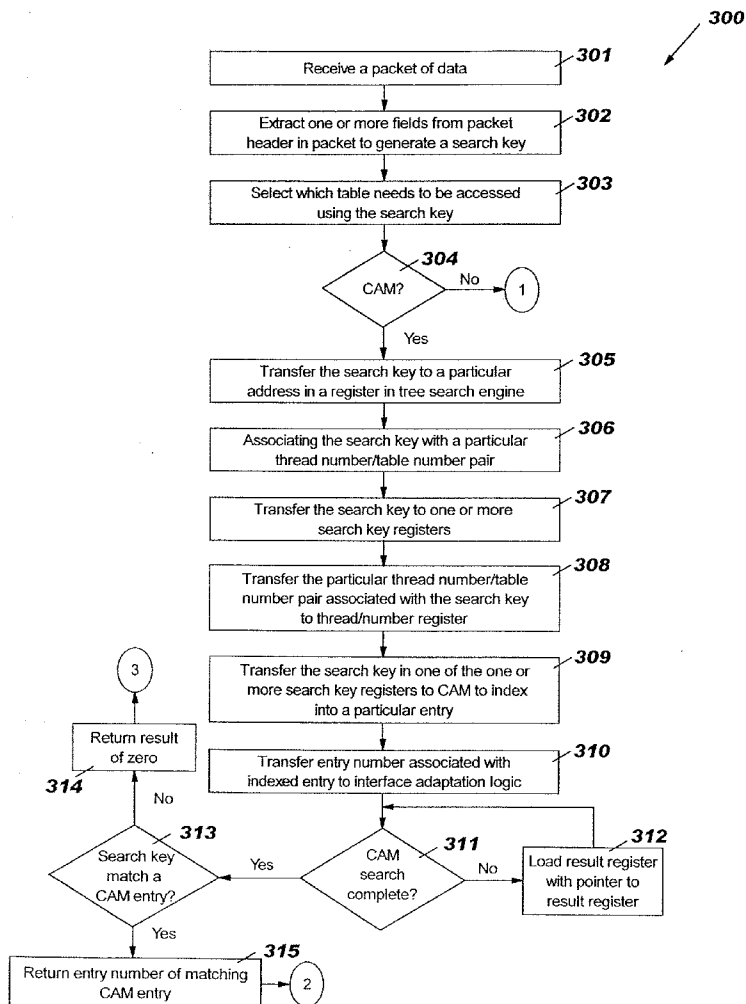 300
301
Receive a packet of data
302
Extract one or more fields from packet
header in packet to generate a search key
303
Select which table needs to be accessed
using the search key
304
CAM?
No
1
Yes
305
Transfer the search key to a particular
address in a register in tree search engine
306
Associating the search key with a particular
thread number/table number pair
307
Transfer the search key to one or more
search key registers
308
Transfer the particular thread number/table
number pair associated with the search key
to thread/number register
309
Transfer the search key in one of the one or
more search key registers to CAM to index
into a particular entry
310
Transfer entry number associated with
indexed entry to interface adaptation logic
311
CAM
search
complete?
No
312
Load result register
with pointer to
result register
Yes
313
Search key
match a
CAM entry?
No
314
Return result
of zero
3
Yes
315
Return entry number of matching
CAM entry
2